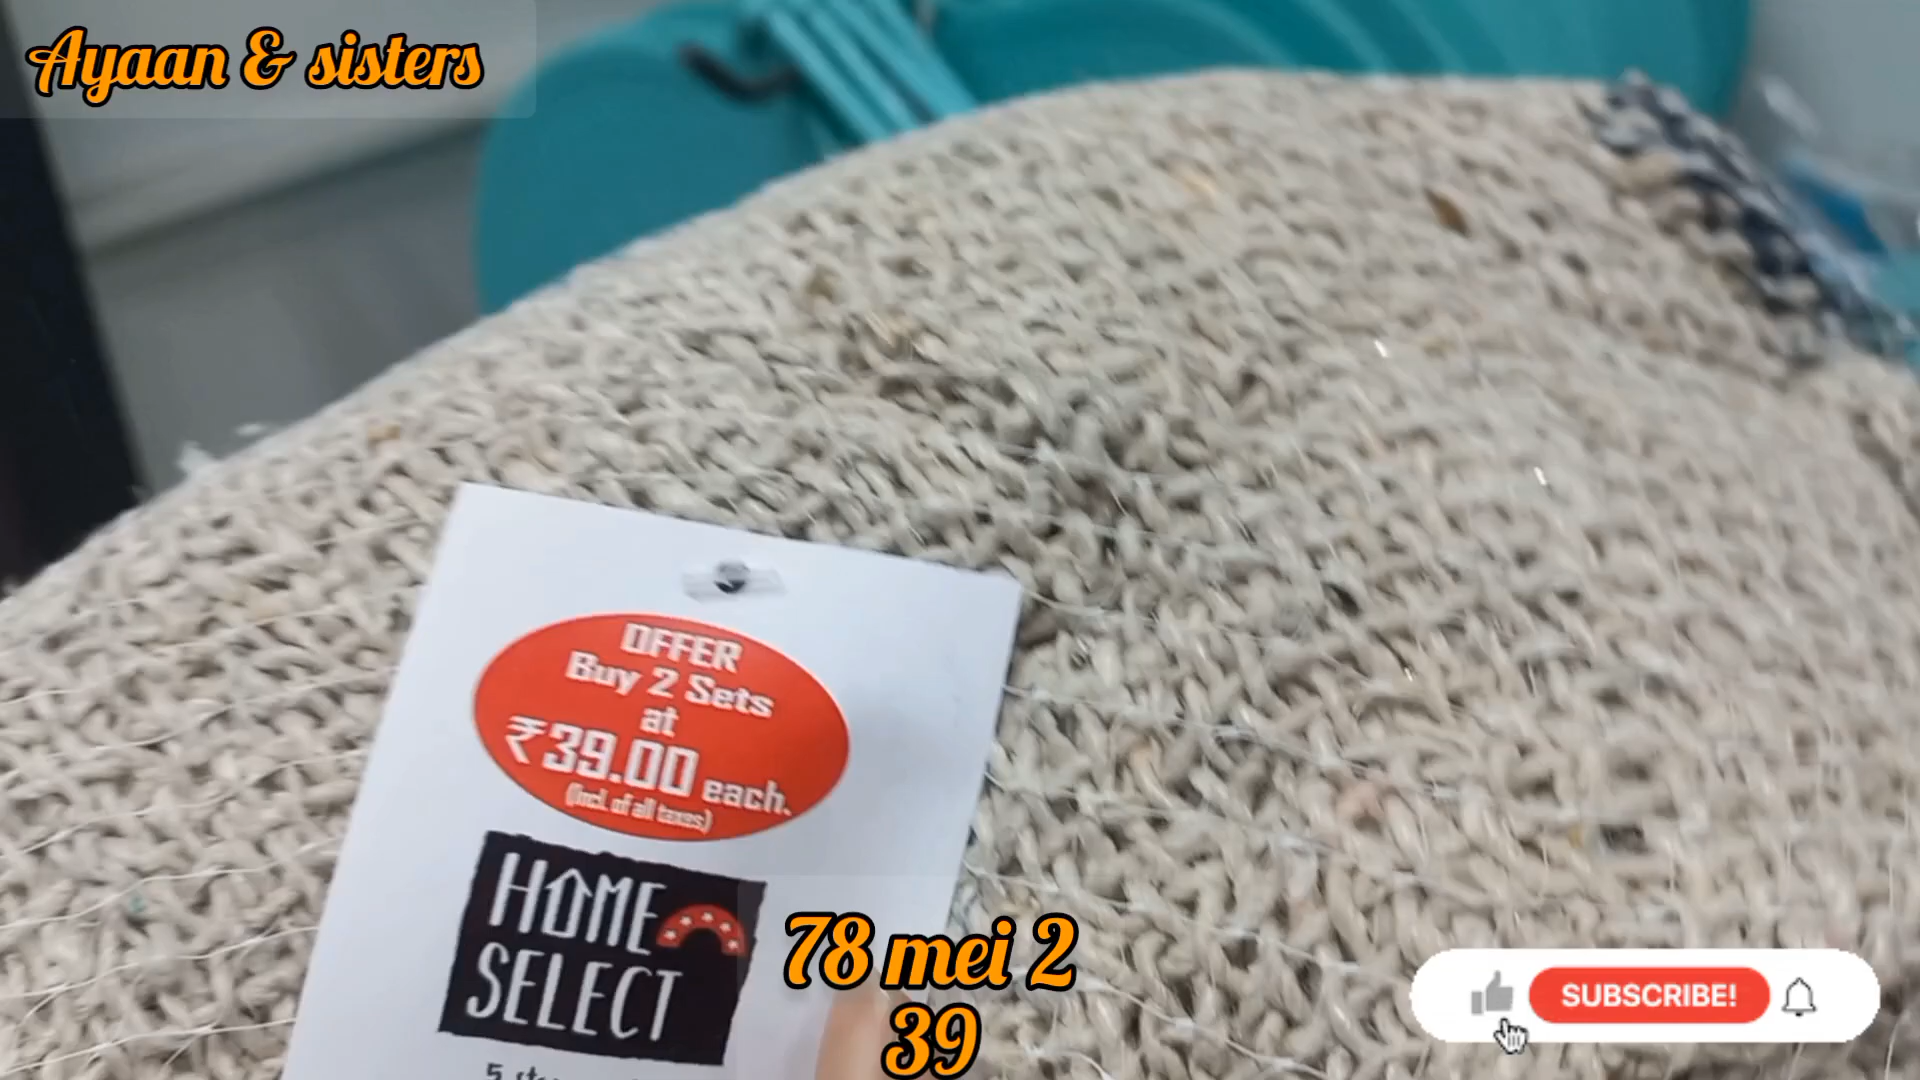 Ayaan & sisters
OFFER
Buy 2 Sets
at
₹39.00 each.
(Incl. of all taxes)
HOME
SELECT
78 mei 2
39
SUBSCRIBE!